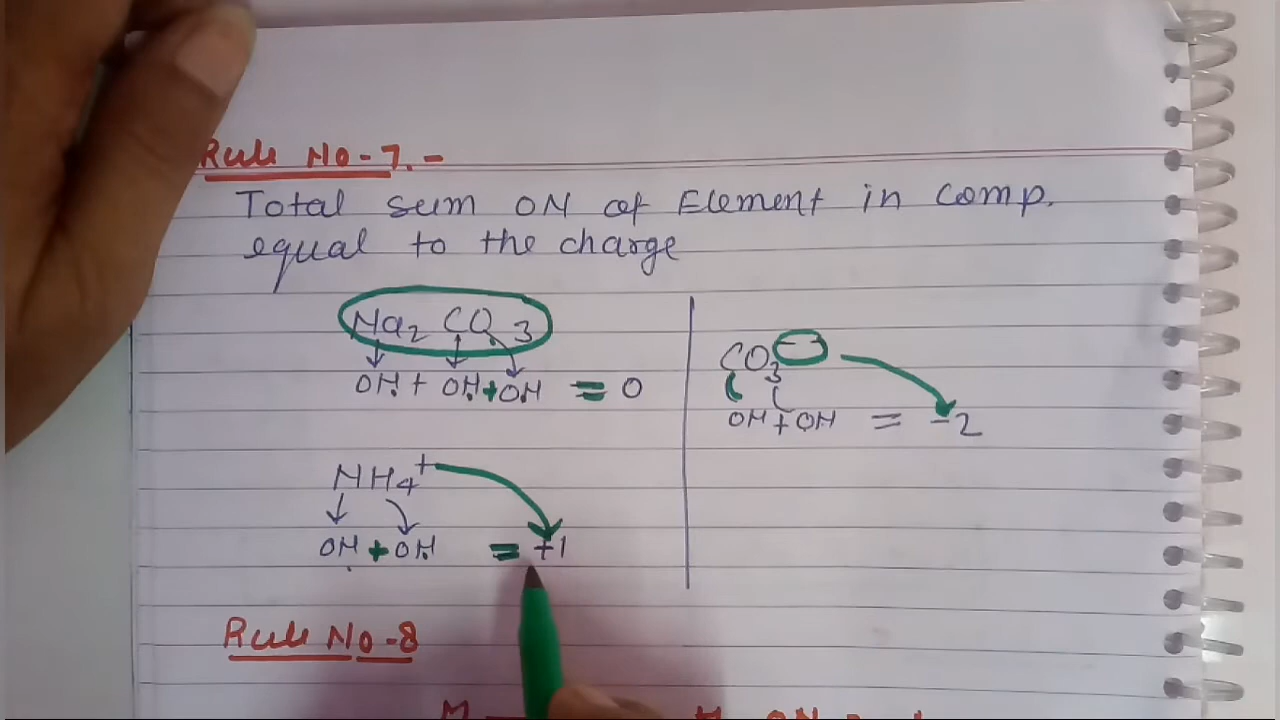 Rule No-7.-
Total sum ON of Element in comp.
equal to the charge
Na2 CO3
ON + ON + ON = 0
CO3--
ON + ON = -2
NH4+
ON + ON = +1
Rule No-8